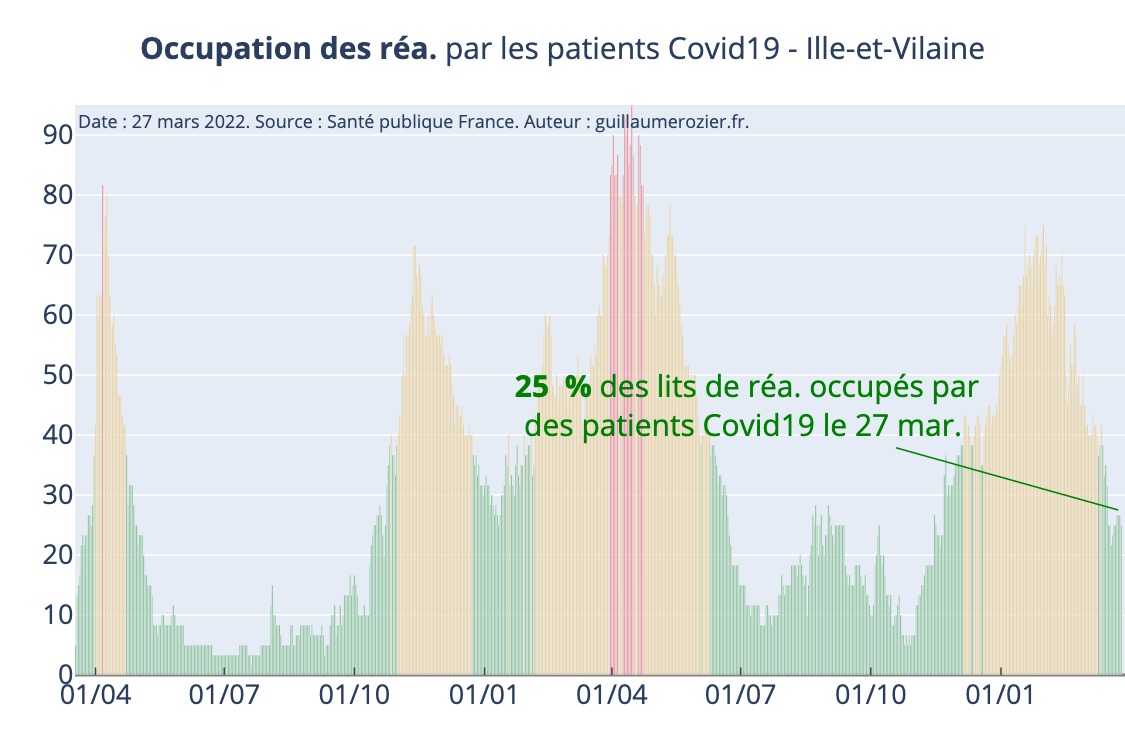 Occupation des réa. par les patients Covid19 - Ille-et-Vilaine
Date : 27 mars 2022. Source : Santé publique France. Auteur : guillaumerozier.fr.
90
80
70
60
50
40
30
20
10
0
25 % des lits de réa. occupés par
des patients Covid19 le 27 mar.
01/04 01/07 01/10 01/01 01/04 01/07 01/10 01/01